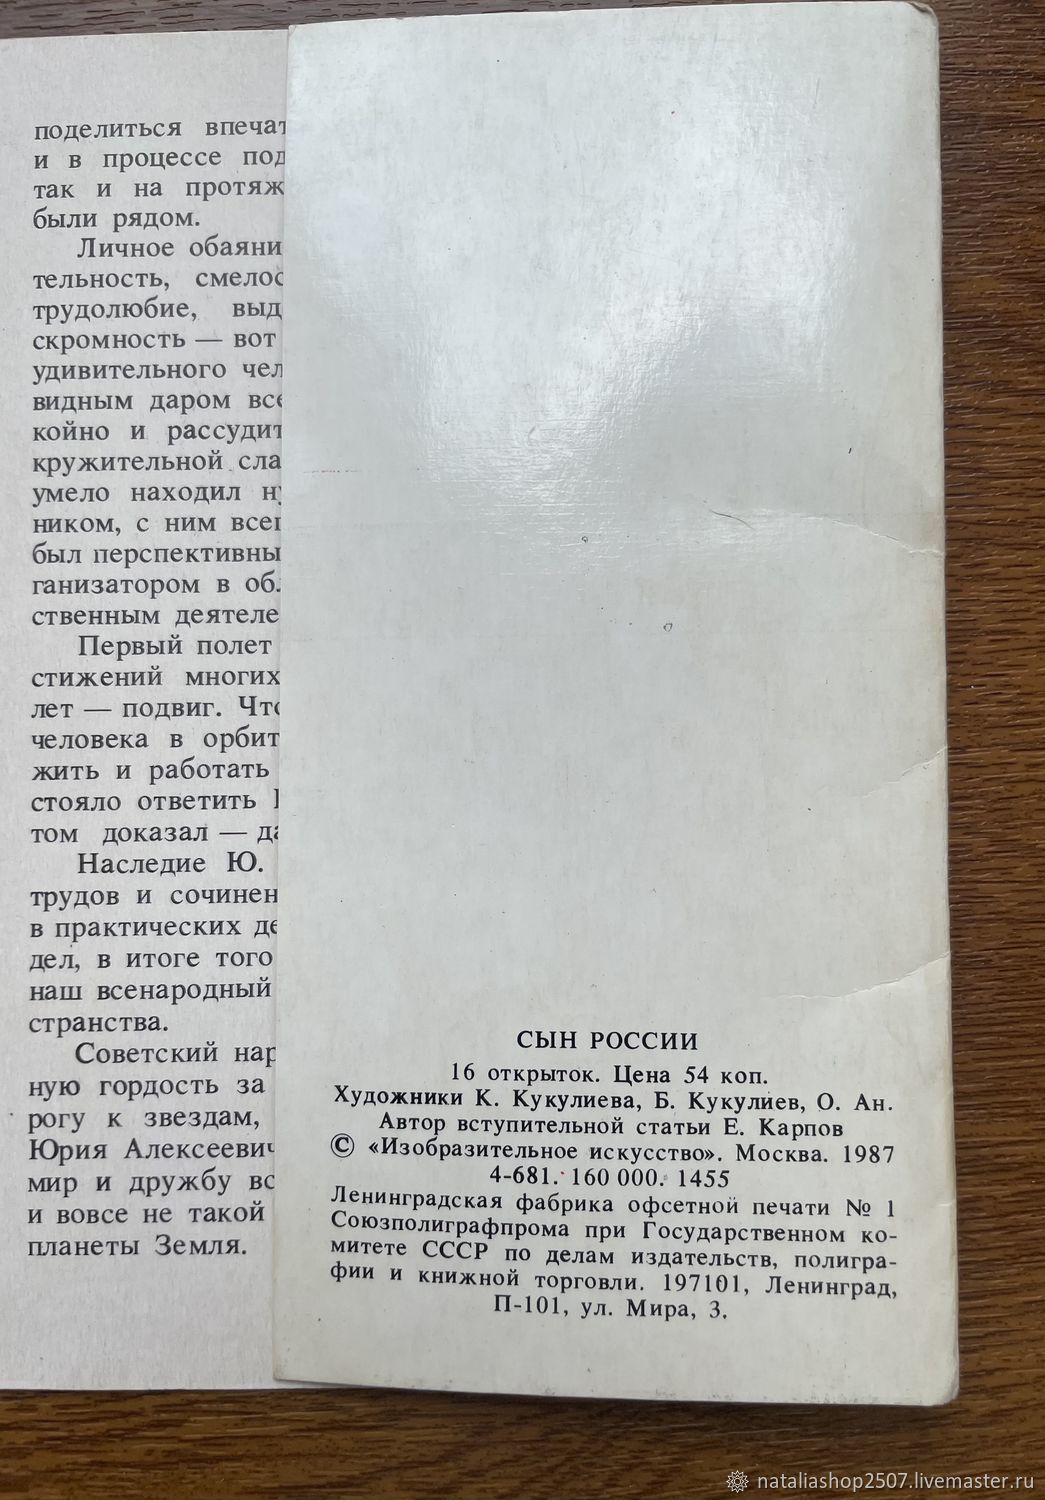 поделиться впечат
и в процессе под
так и на протяж
были рядом.
Личное обаяни
тельность, смелос
трудолюбие, выд
скромность — вот
удивительного чел
видным даром все
койно и рассудит
кружительной сла
умело находил
ником, с ним всег
был перспективны
ганизатором в об
ственным деятеле
Первый полет
стижений многих
лет — подвиг. Что
человека в орбит
жить и работать
стояло ответить
том доказал — да
Наследие Ю.
трудов и сочинен
в практических де
дел, в итоге того
наш всенародный
странства.
Советский нар
ную гордость за
рогу к звездам,
Юрия Алексеевич
мир и дружбу вс
и вовсе не такой
планеты Земля.
СЫН РОССИИ
16 открыток. Цена 54 коп.
Художники К. Кукулиева, Б. Кукулиев, О. Ан.
Автор вступительной статьи Е. Карпов
© «Изобразительное искусство». Москва. 1987
4-681. 160 000. 1455
Ленинградская фабрика офсетной печати № 1
Союзполиграфпрома при Государственном ко-
митете СССР по делам издательств, полигра-
фии и книжной торговли. 197101, Ленинград,
П-101, ул. Мира, 3.
nataliashop2507.livemaster.ru